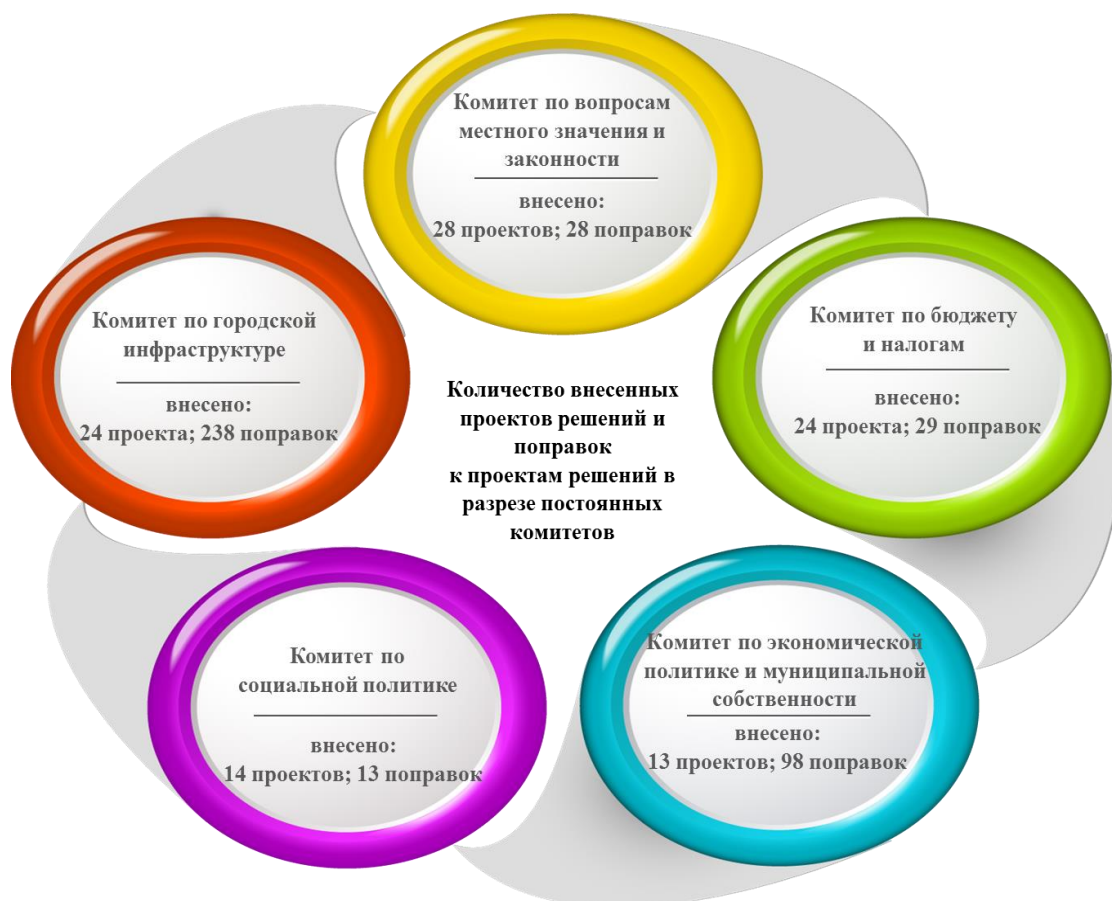 Комитет по вопросам
местного значения и
законности
внесено:
28 проектов; 28 поправок
Комитет по городской
инфраструктуре
внесено:
24 проекта; 238 поправок
Комитет по бюджету
и налогам
внесено:
24 проекта; 29 поправок
Количество внесенных
проектов решений и
поправок
к проектам решений в
разрезе постоянных
комитетов
Комитет по
социальной политике
внесено:
14 проектов; 13 поправок
Комитет по экономической
политике и муниципальной
собственности
внесено:
13 проектов; 98 поправок